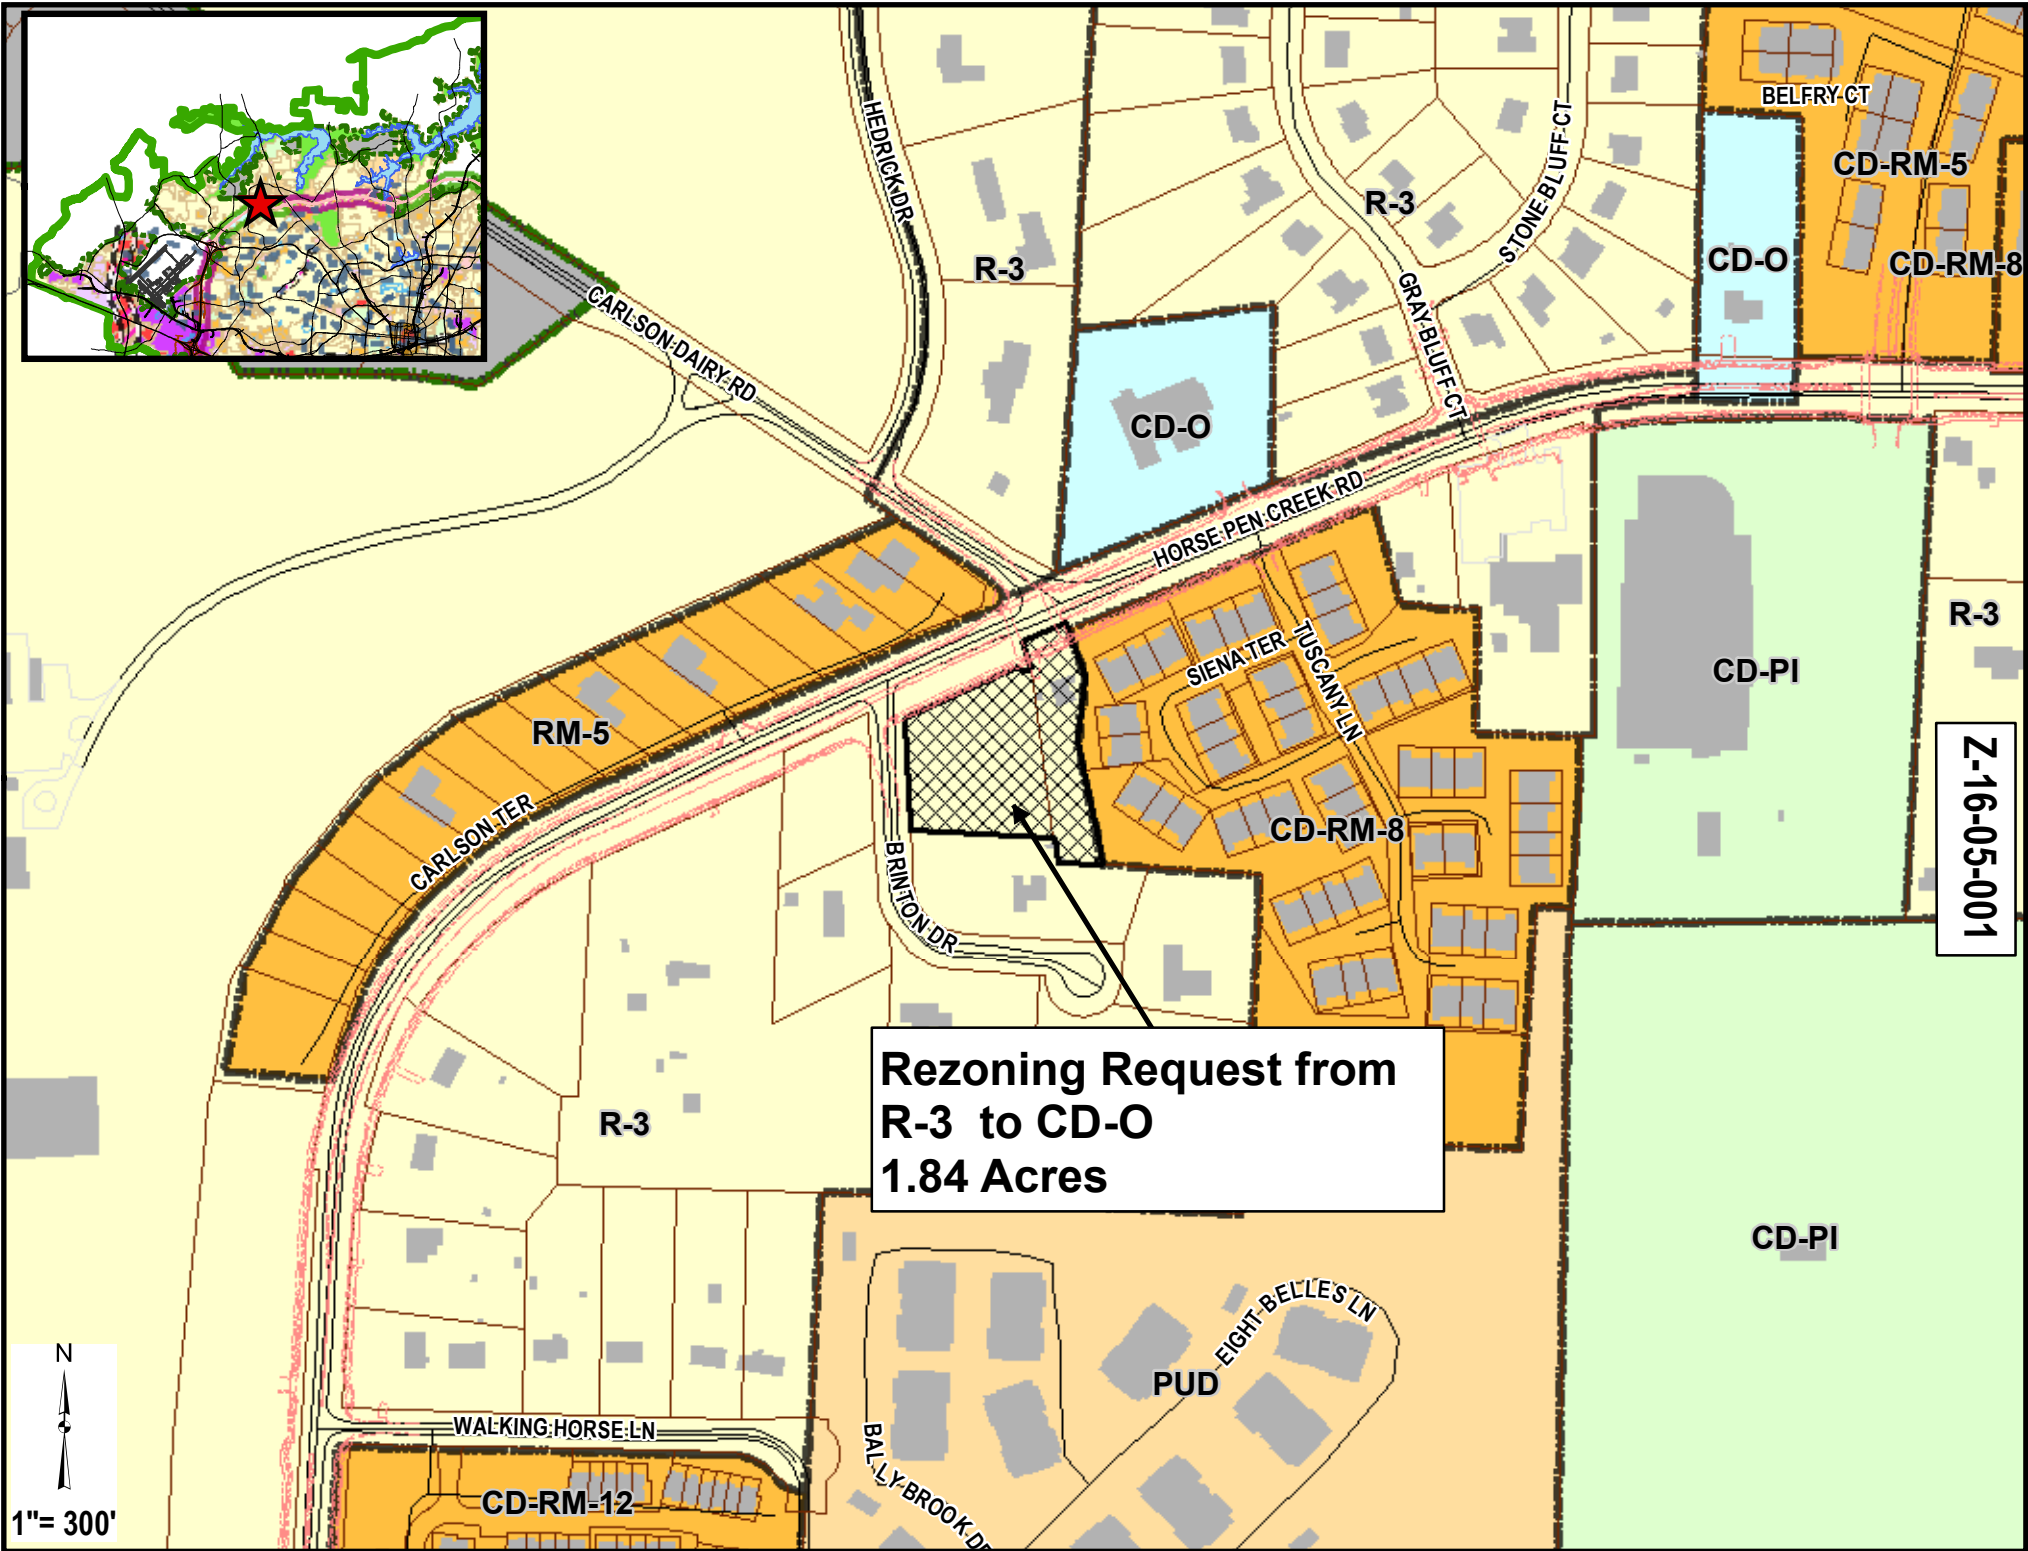 BELFRY CT
HEDRICK DR
CD-RM-5
R-3
STONE BLUFF CT
CD-O
CD-RM-8
R-3
CARLSON DAIRY RD
GRAY BLUFF CT
CD-O
HORSE PEN CREEK RD
R-3
SIENA TER
TUSCANY LN
CD-PI
RM-5
Z-16-05-001
CARLSON TER
CD-RM-8
BRINTON DR
Rezoning Request from
R-3 to CD-O
1.84 Acres
R-3
CD-PI
EIGHT BELLES LN
N
PUD
WALKING HORSE LN
BALLY BROOK DR
CD-RM-12
1"= 300'